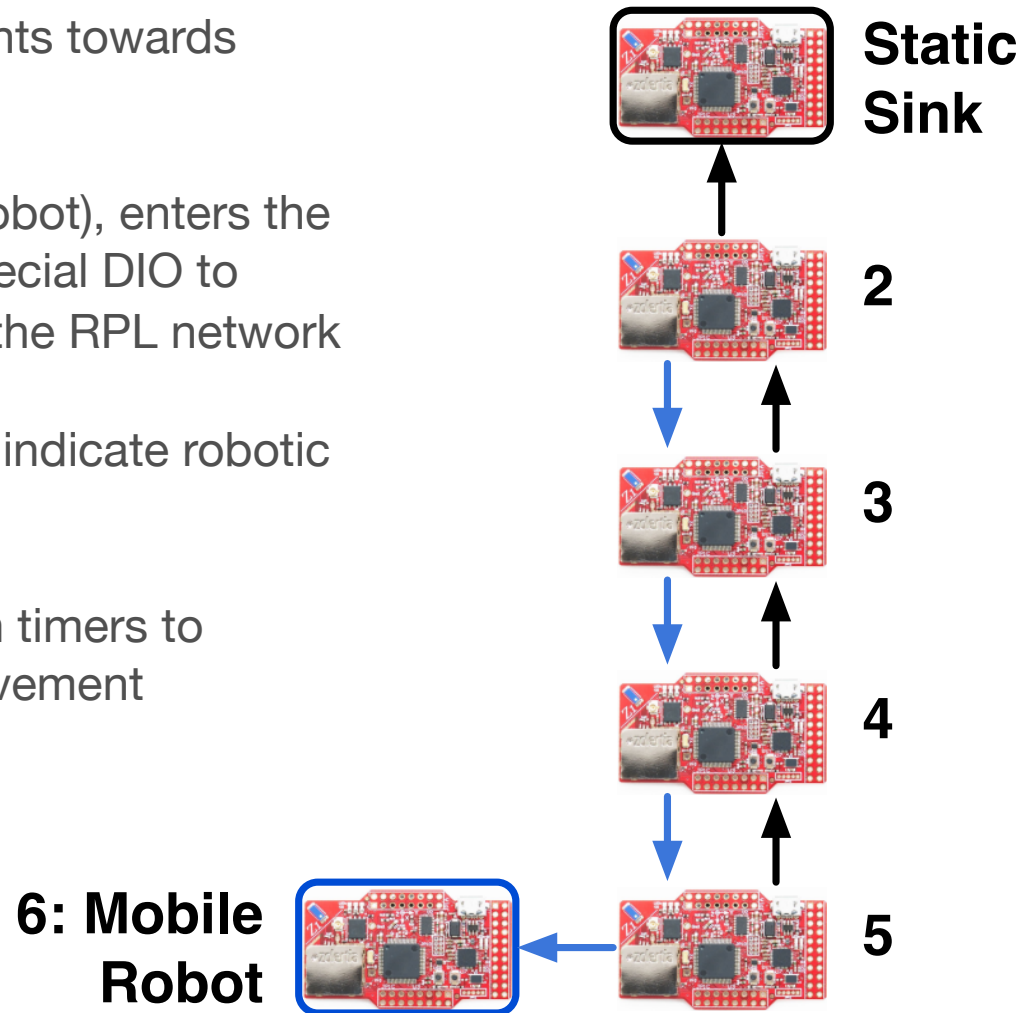 nts towards
obot), enters the
ecial DIO to
the RPL network
indicate robotic
timers to
vement
Static
Sink
2
3
4
5
6: Mobile
Robot